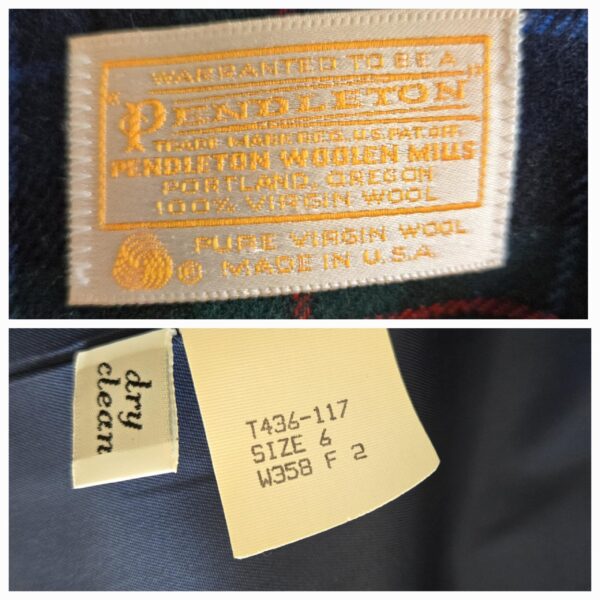 WARRANTED TO BE A
"PENDLETON"
TRADE MARK REG. U.S. PAT. OFF.
PENDLETON WOOLEN MILLS
PORTLAND, OREGON
100% VIRGIN WOOL
PURE VIRGIN WOOL
© MADE IN U.S.A.
dry
clean
T436-117
SIZE 6
W358 F 2